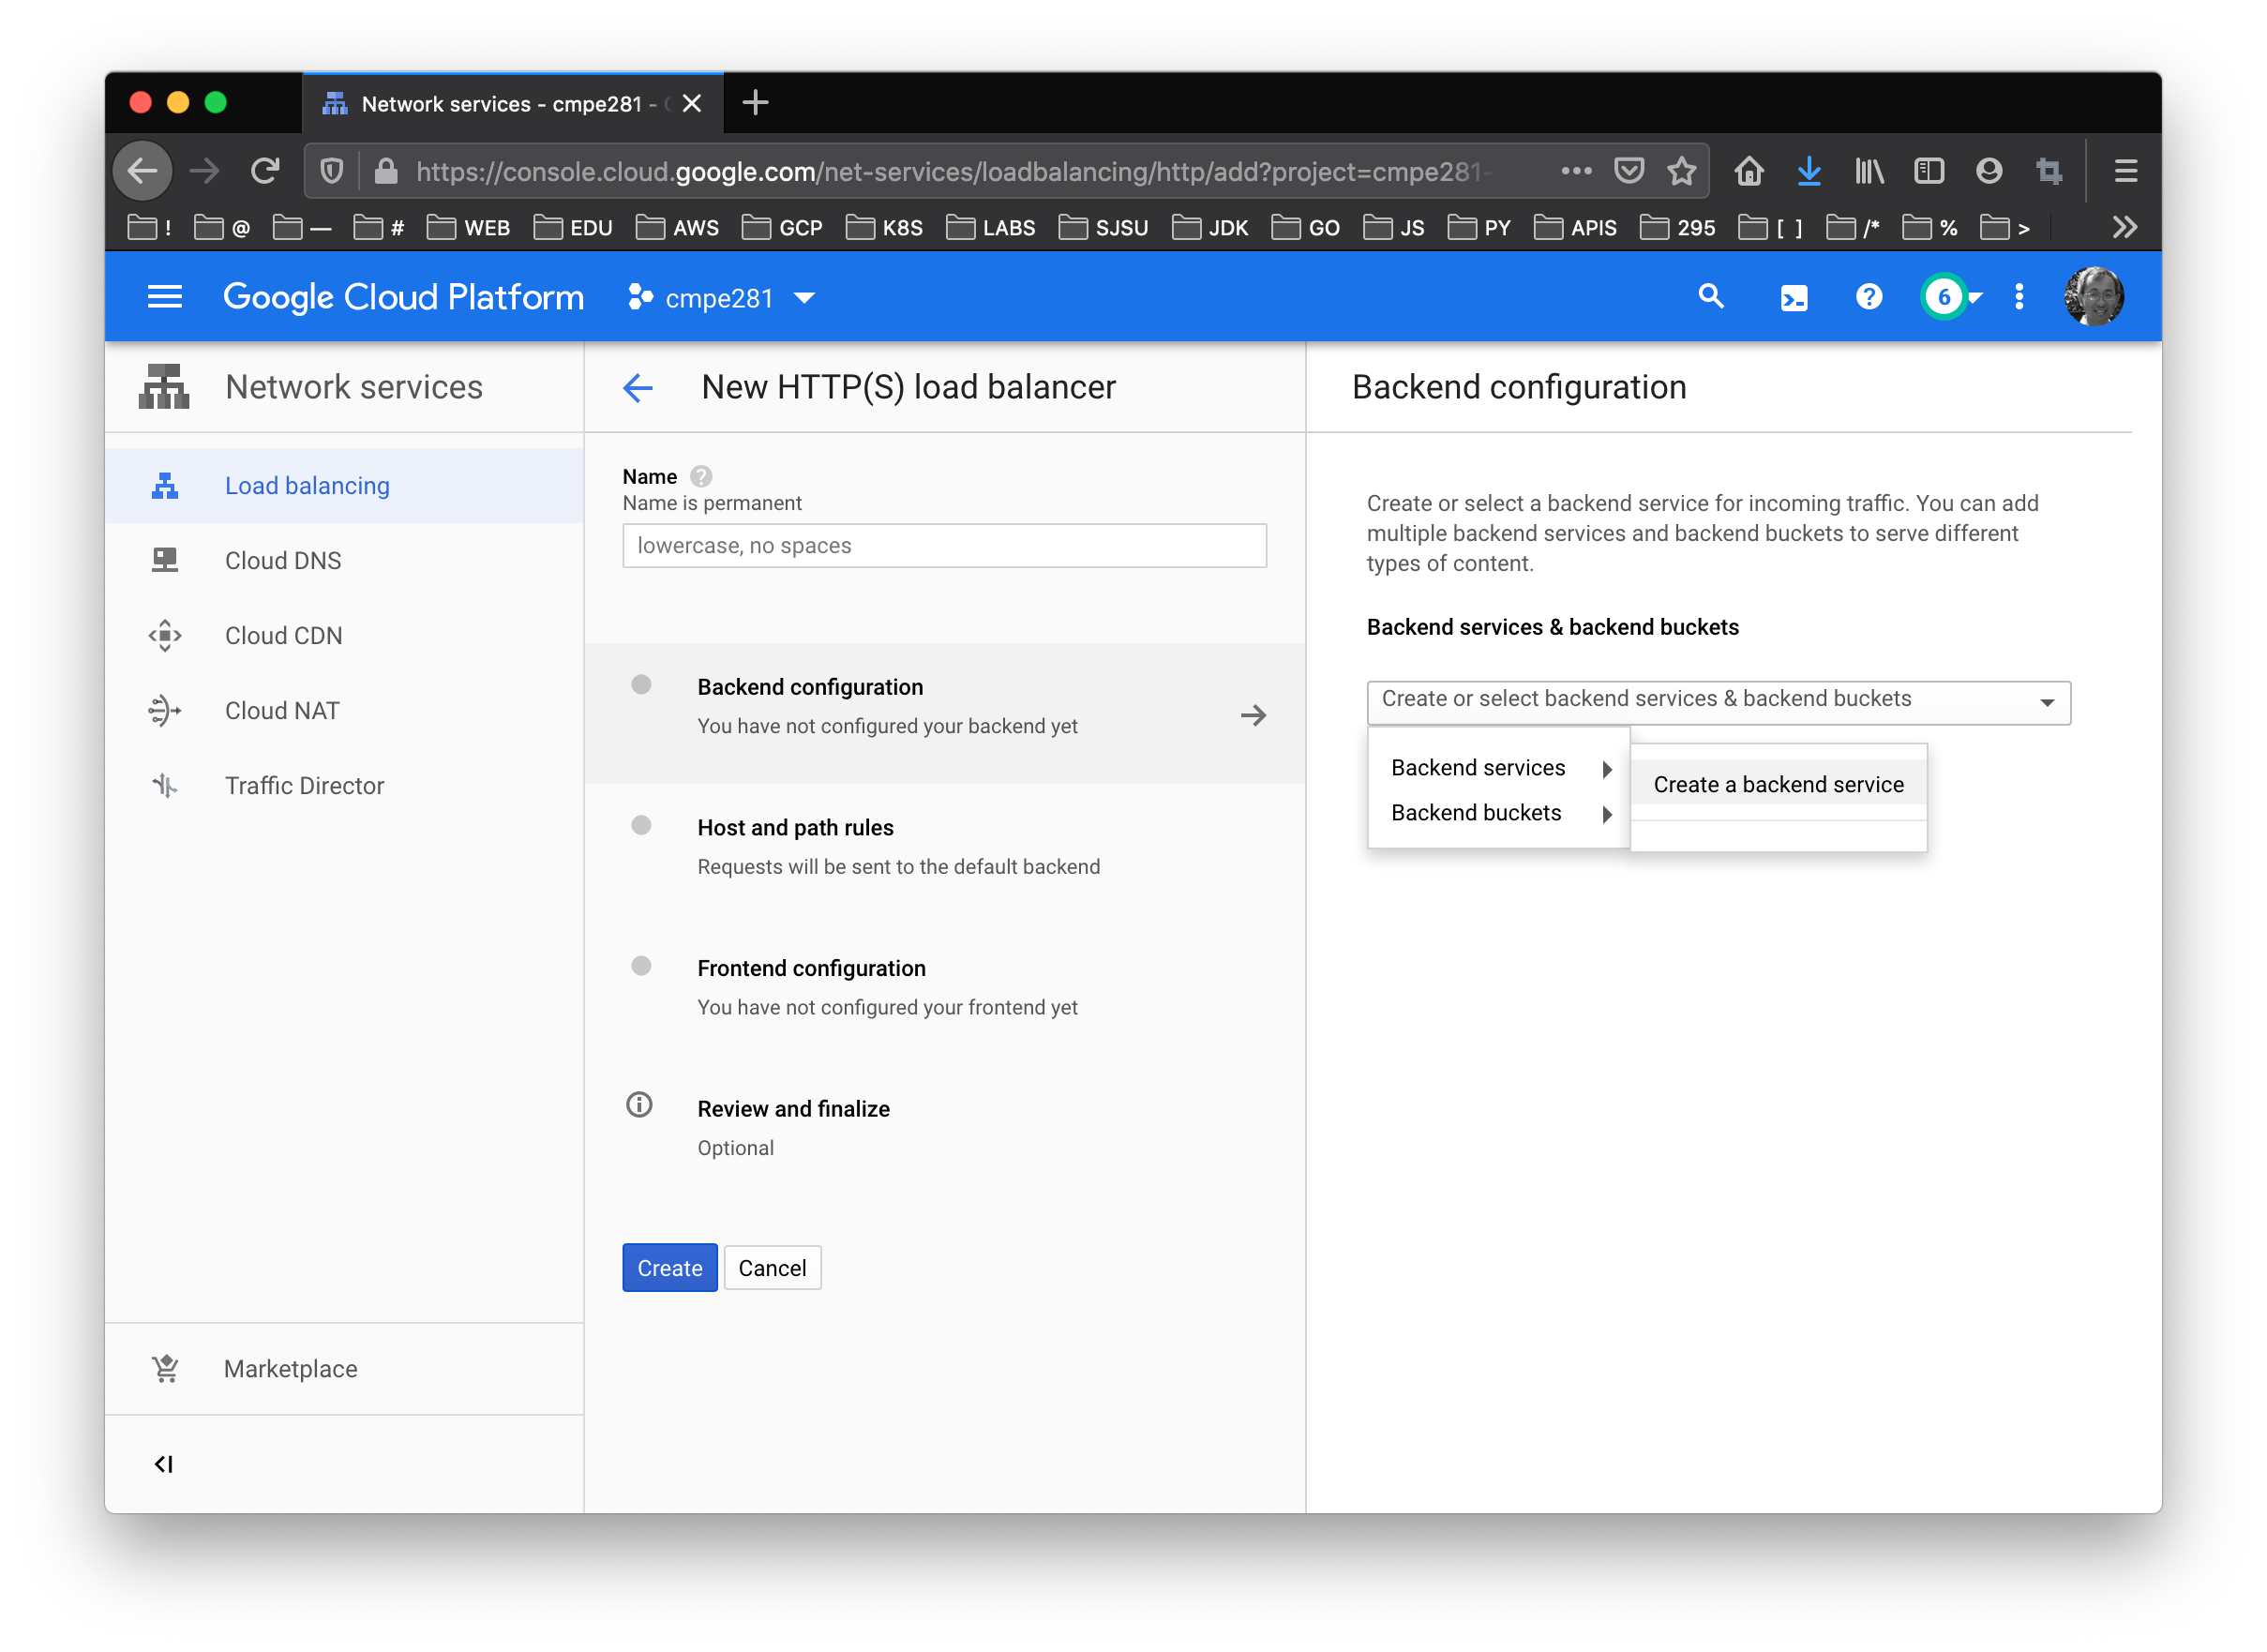 Network services - cmpe281 -
https://console.cloud.google.com/net-services/loadbalancing/http/add?project=cmpe281-
! @ — # WEB EDU AWS GCP K8S LABS SJSU JDK GO JS PY APIS 295 [ ] /* % >
Google Cloud Platform cmpe281 6
Network services
Load balancing
Cloud DNS
Cloud CDN
Cloud NAT
Traffic Director
Marketplace
New HTTP(S) load balancer
Name
Name is permanent
lowercase, no spaces
Backend configuration
You have not configured your backend yet
Host and path rules
Requests will be sent to the default backend
Frontend configuration
You have not configured your frontend yet
Review and finalize
Optional
Create Cancel
Backend configuration
Create or select a backend service for incoming traffic. You can add
multiple backend services and backend buckets to serve different
types of content.
Backend services & backend buckets
Create or select backend services & backend buckets
Backend services
Backend buckets
Create a backend service